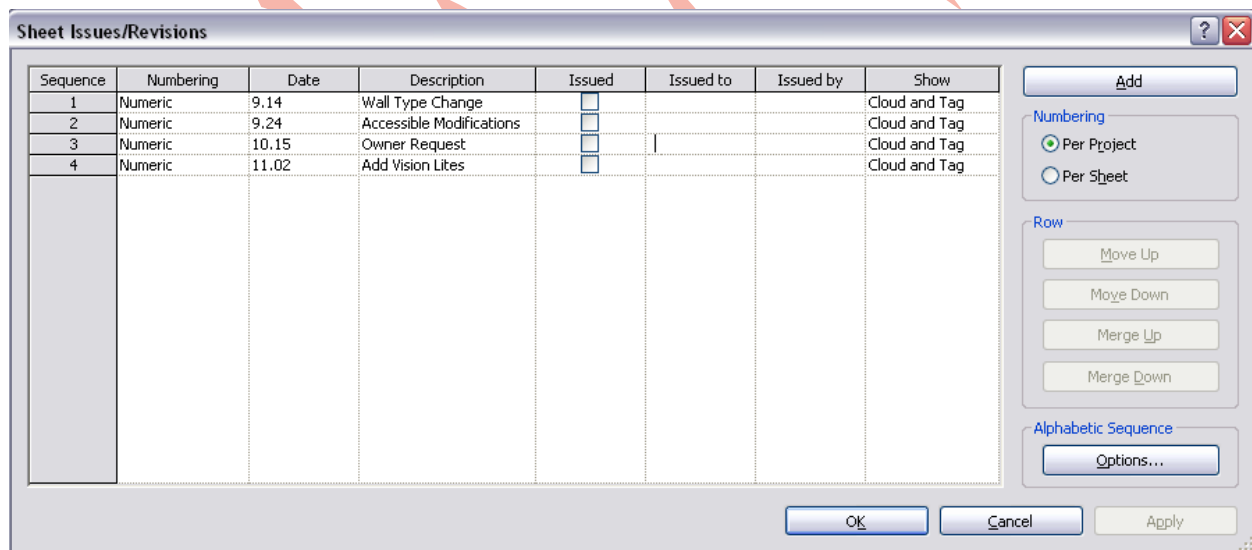 Sheet Issues/Revisions
Sequence Numbering Date Description Issued Issued to Issued by Show
1 Numeric 9.14 Wall Type Change Cloud and Tag
2 Numeric 9.24 Accessible Modifications Cloud and Tag
3 Numeric 10.15 Owner Request Cloud and Tag
4 Numeric 11.02 Add Vision Lites Cloud and Tag
Add
Numbering
Per Project
Per Sheet
Row
Move Up
Move Down
Merge Up
Merge Down
Alphabetic Sequence
Options...
OK Cancel Apply